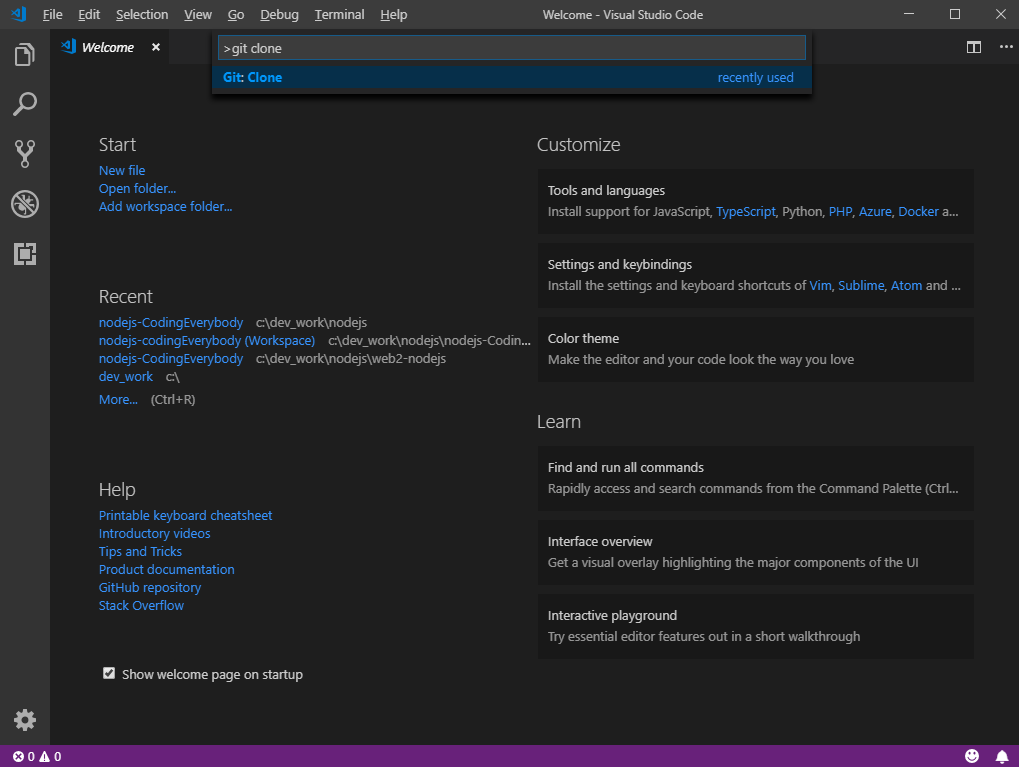 File Edit Selection View Go Debug Terminal Help Welcome - Visual Studio Code
Welcome
>git clone
Git: Clone recently used
Start
New file
Open folder...
Add workspace folder...
Recent
nodejs-CodingEverybody c:\dev_work\nodejs
nodejs-codingEverybody (Workspace) c:\dev_work\nodejs\nodejs-Codin...
nodejs-CodingEverybody c:\dev_work\nodejs\web2-nodejs
dev_work c:\
More... (Ctrl+R)
Help
Printable keyboard cheatsheet
Introductory videos
Tips and Tricks
Product documentation
GitHub repository
Stack Overflow
Show welcome page on startup
Customize
Tools and languages
Install support for JavaScript, TypeScript, Python, PHP, Azure, Docker a...
Settings and keybindings
Install the settings and keyboard shortcuts of Vim, Sublime, Atom and ...
Color theme
Make the editor and your code look the way you love
Learn
Find and run all commands
Rapidly access and search commands from the Command Palette (Ctrl...
Interface overview
Get a visual overlay highlighting the major components of the UI
Interactive playground
Try essential editor features out in a short walkthrough
0 0